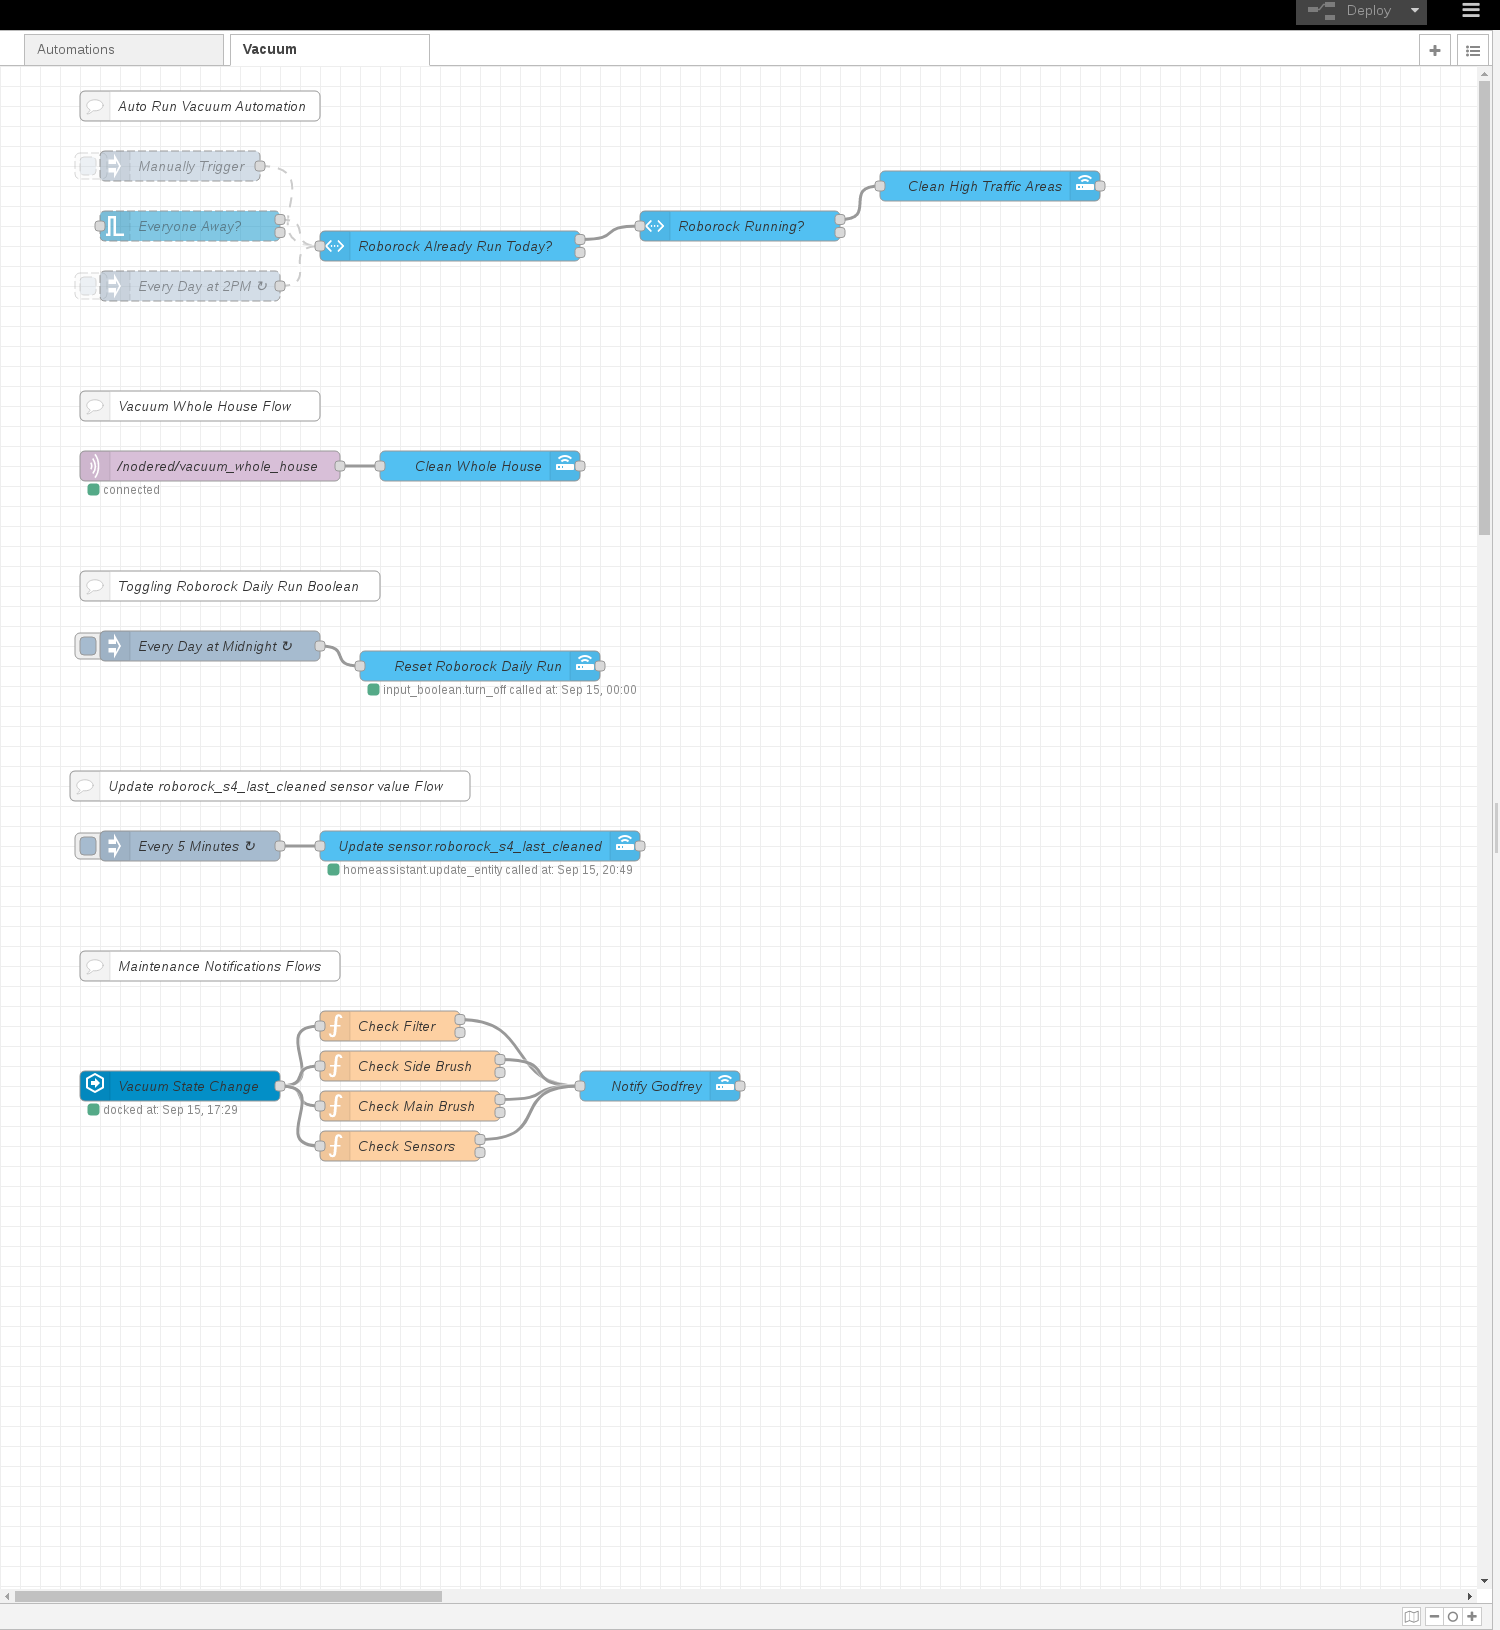 Deploy
Automations
Vacuum
Auto Run Vacuum Automation
Manually Trigger
Clean High Traffic Areas
Everyone Away?
Roborock Running?
Roborock Already Run Today?
Every Day at 2PM ↻
Vacuum Whole House Flow
/nodered/vacuum_whole_house
Clean Whole House
connected
Toggling Roborock Daily Run Boolean
Every Day at Midnight ↻
Reset Roborock Daily Run
input_boolean.turn_off called at: Sep 15, 00:00
Update roborock_s4_last_cleaned sensor value Flow
Every 5 Minutes ↻
Update sensor.roborock_s4_last_cleaned
homeassistant.update_entity called at: Sep 15, 20:49
Maintenance Notifications Flows
Check Filter
Check Side Brush
Vacuum State Change
Notify Godfrey
docked at: Sep 15, 17:29
Check Main Brush
Check Sensors